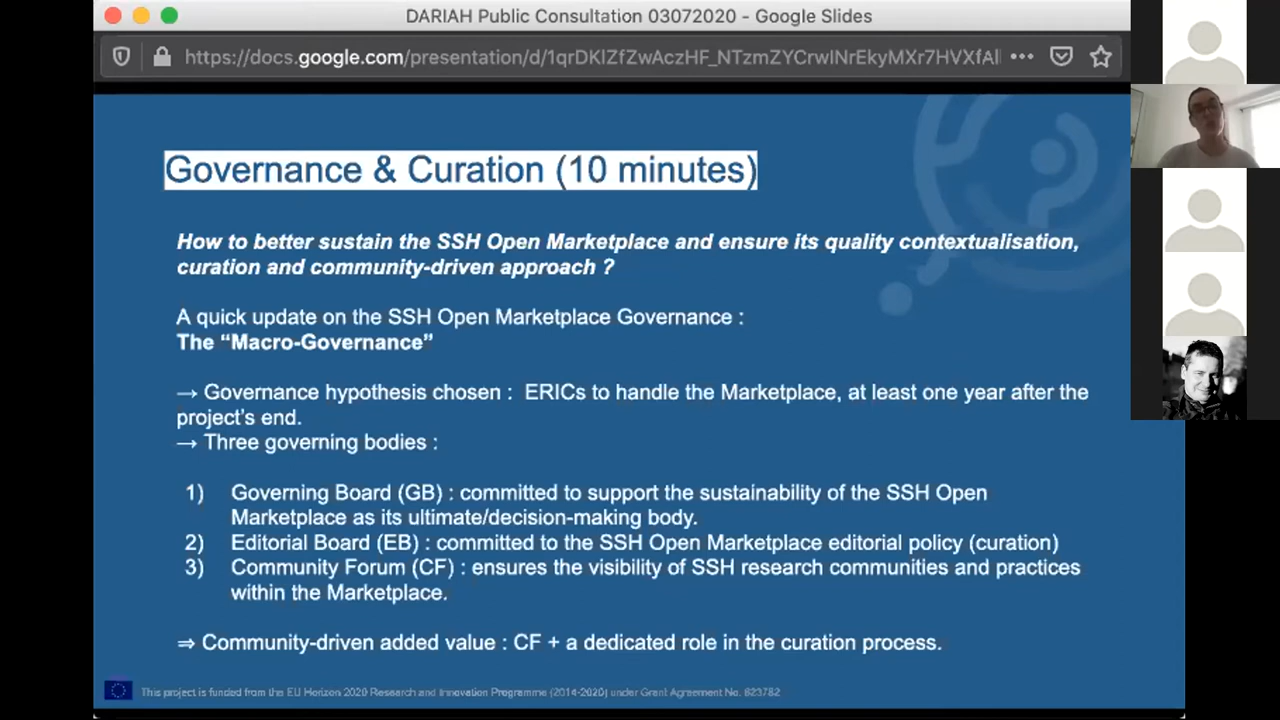 DARIAH Public Consultation 03072020 - Google Slides
https://docs.google.com/presentation/d/1qrDKlZfZwAczHF_NTzmZYCrwINrEkyMXr7HVXfAl
Governance & Curation (10 minutes)
How to better sustain the SSH Open Marketplace and ensure its quality contextualisation,
curation and community-driven approach ?
A quick update on the SSH Open Marketplace Governance :
The “Macro-Governance”
→ Governance hypothesis chosen : ERICs to handle the Marketplace, at least one year after the
project's end.
→ Three governing bodies :
1) Governing Board (GB) : committed to support the sustainability of the SSH Open
Marketplace as its ultimate/decision-making body.
2) Editorial Board (EB) : committed to the SSH Open Marketplace editorial policy (curation)
3) Community Forum (CF) : ensures the visibility of SSH research communities and practices
within the Marketplace.
⇒ Community-driven added value : CF + a dedicated role in the curation process.
This project is funded from the EU Horizon 2020 Research and Innovation Programme (2014-2020) under Grant Agreement No. 823782